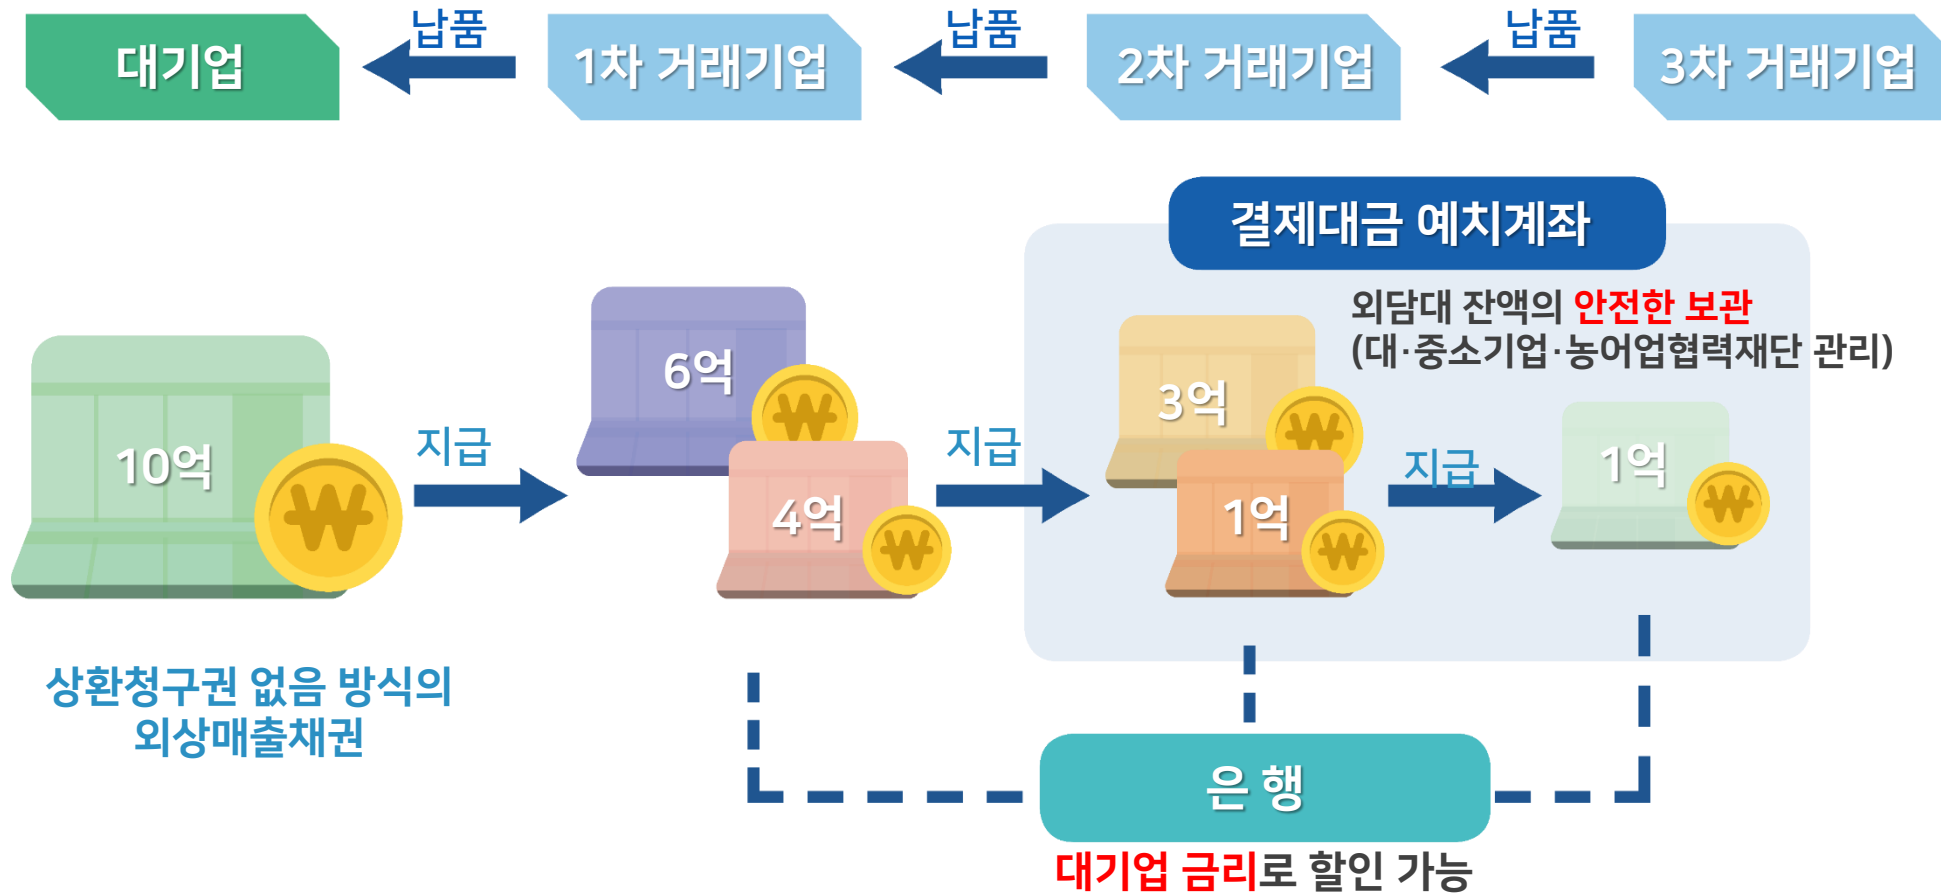 대기업
납품
1차 거래기업
납품
2차 거래기업
납품
3차 거래기업
결제대금 예치계좌
외담대 잔액의 안전한 보관
(대·중소기업·농어업협력재단 관리)
10억
지급
6억
4억
지급
3억
1억
지급
1억
상환청구권 없음 방식의
외상매출채권
은 행
대기업 금리로 할인 가능